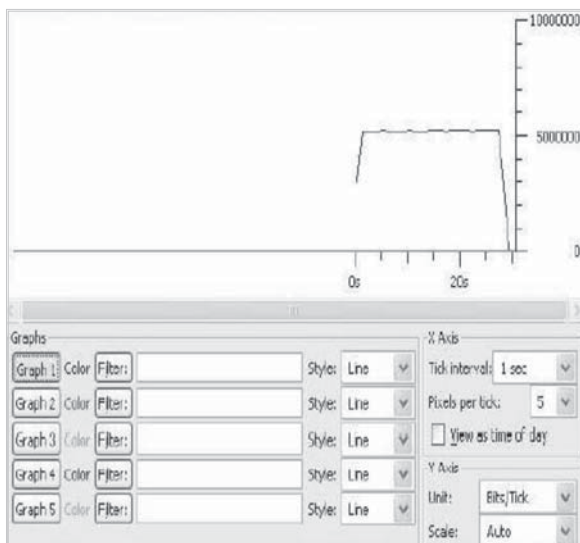 10000000
5000000
0
0s 20s
Graphs
Graph 1 Color Filter: Style: Line
Graph 2 Color Filter: Style: Line
Graph 3 Color Filter: Style: Line
Graph 4 Color Filter: Style: Line
Graph 5 Color Filter: Style: Line
X Axis
Tick interval: 1 sec
Pixels per tick: 5
View as time of day
Y Axis
Unit: Bits/Tick
Scale: Auto